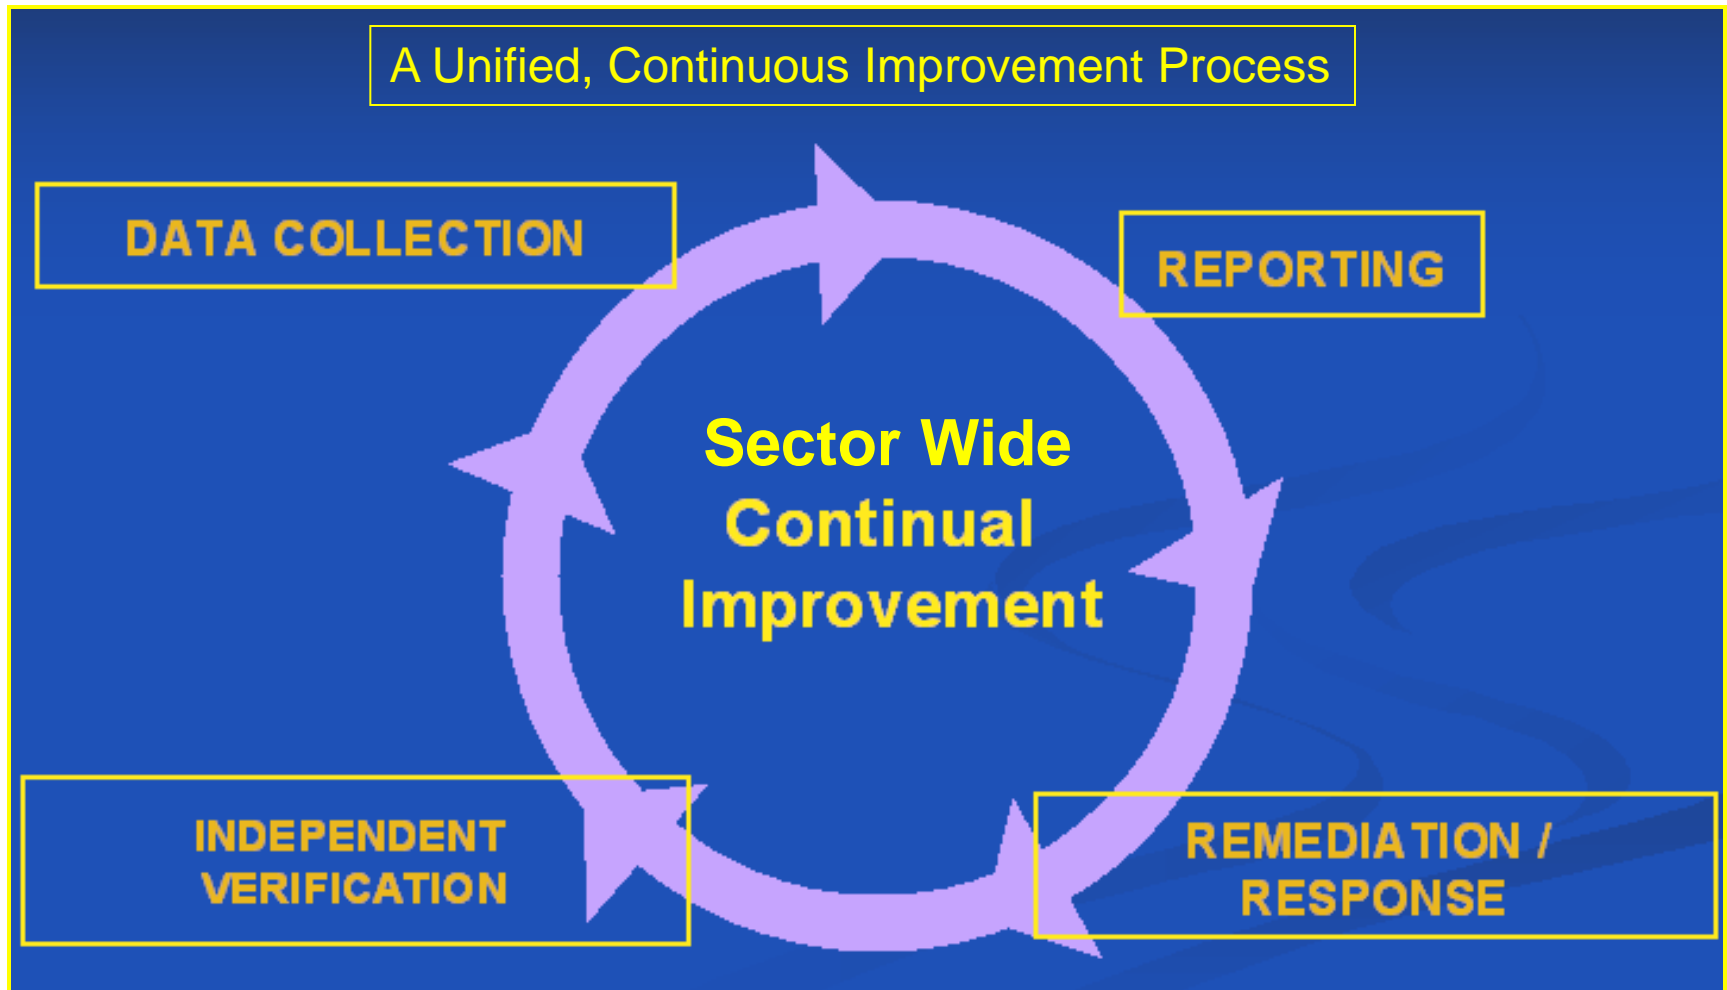 A Unified, Continuous Improvement Process
DATA COLLECTION
REPORTING
Sector Wide
Continual
Improvement
INDEPENDENT
VERIFICATION
REMEDIATION /
RESPONSE